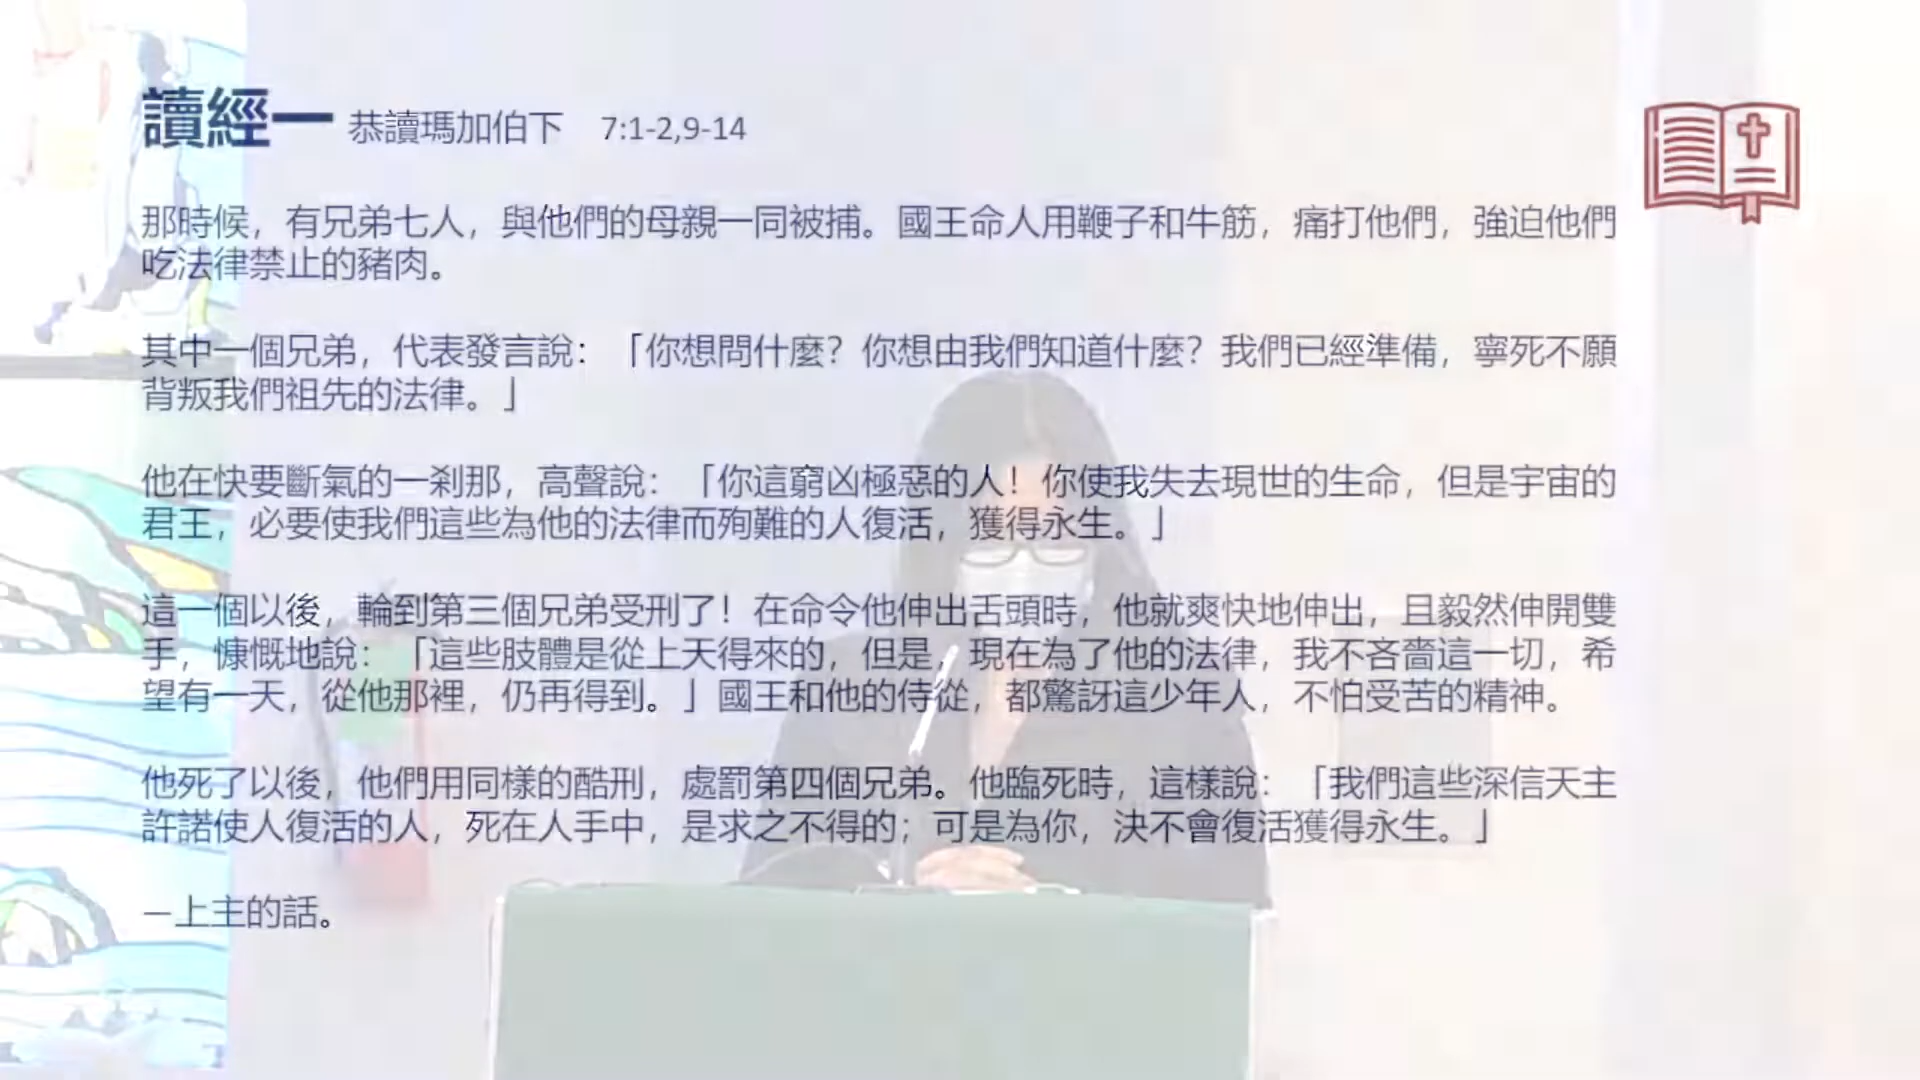 讀經一 恭讀瑪加伯下 7:1-2,9-14
那時候，有兄弟七人，與他們的母親一同被捕。國王命人用鞭子和牛筋，痛打他們，強迫他們
吃法律禁止的豬肉。
其中一個兄弟，代表發言說：「你想問什麼？你想由我們知道什麼？我們已經準備，寧死不願
背叛我們祖先的法律。」
他在快要斷氣的一剎那，高聲說：「你這窮凶極惡的人！你使我失去現世的生命，但是宇宙的
君王，必要使我們這些為他的法律而殉難的人復活，獲得永生。」
這一個以後，輪到第三個兄弟受刑了！在命令他伸出舌頭時，他就爽快地伸出，且毅然伸開雙
手，慷慨地說：「這些肢體是從上天得來的，但是，現在為了他的法律，我不吝嗇這一切，希
望有一天，從他那裡，仍再得到。」國王和他的侍從，都驚訝這少年人，不怕受苦的精神。
他死了以後，他們用同樣的酷刑，處罰第四個兄弟。他臨死時，這樣說：「我們這些深信天主
許諾使人復活的人，死在人手中，是求之不得的；可是為你，決不會復活獲得永生。」
—上主的話。